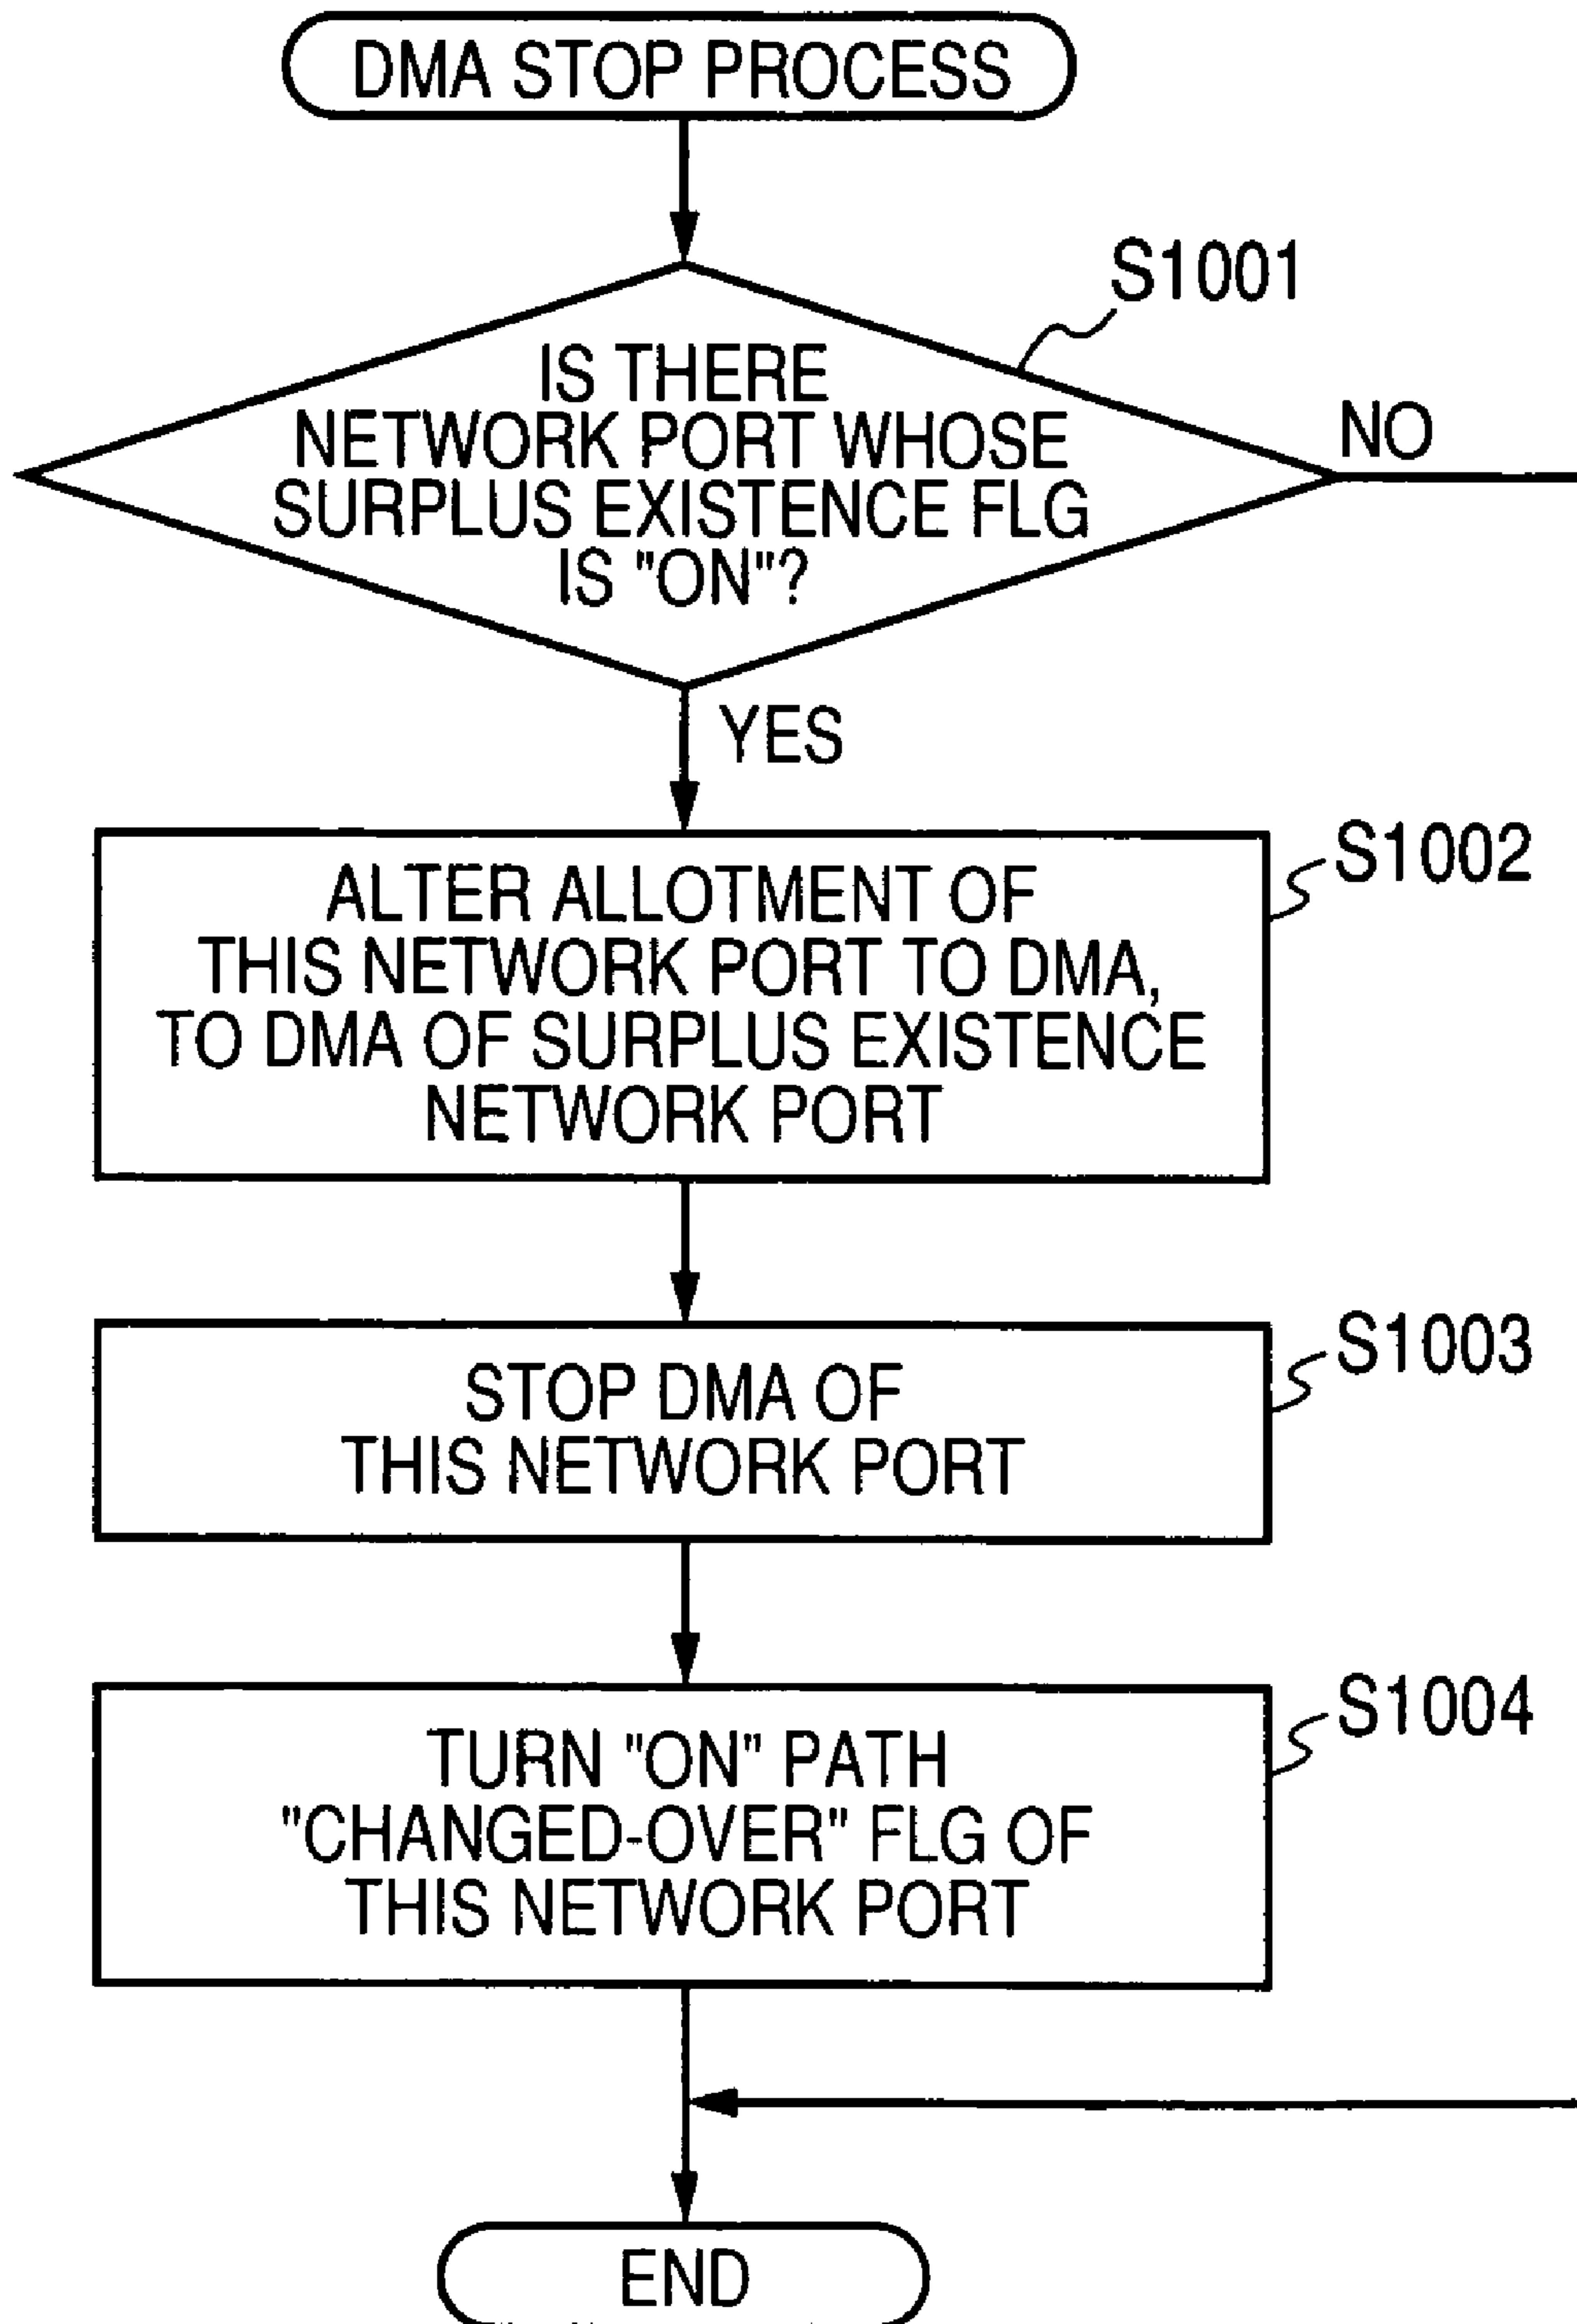 DMA STOP PROCESS
S1001
IS THERE
NETWORK PORT WHOSE
SURPLUS EXISTENCE FLG
IS "ON"?
NO
YES
S1002
ALTER ALLOTMENT OF
THIS NETWORK PORT TO DMA,
TO DMA OF SURPLUS EXISTENCE
NETWORK PORT
S1003
STOP DMA OF
THIS NETWORK PORT
S1004
TURN "ON" PATH
"CHANGED-OVER" FLG OF
THIS NETWORK PORT
END